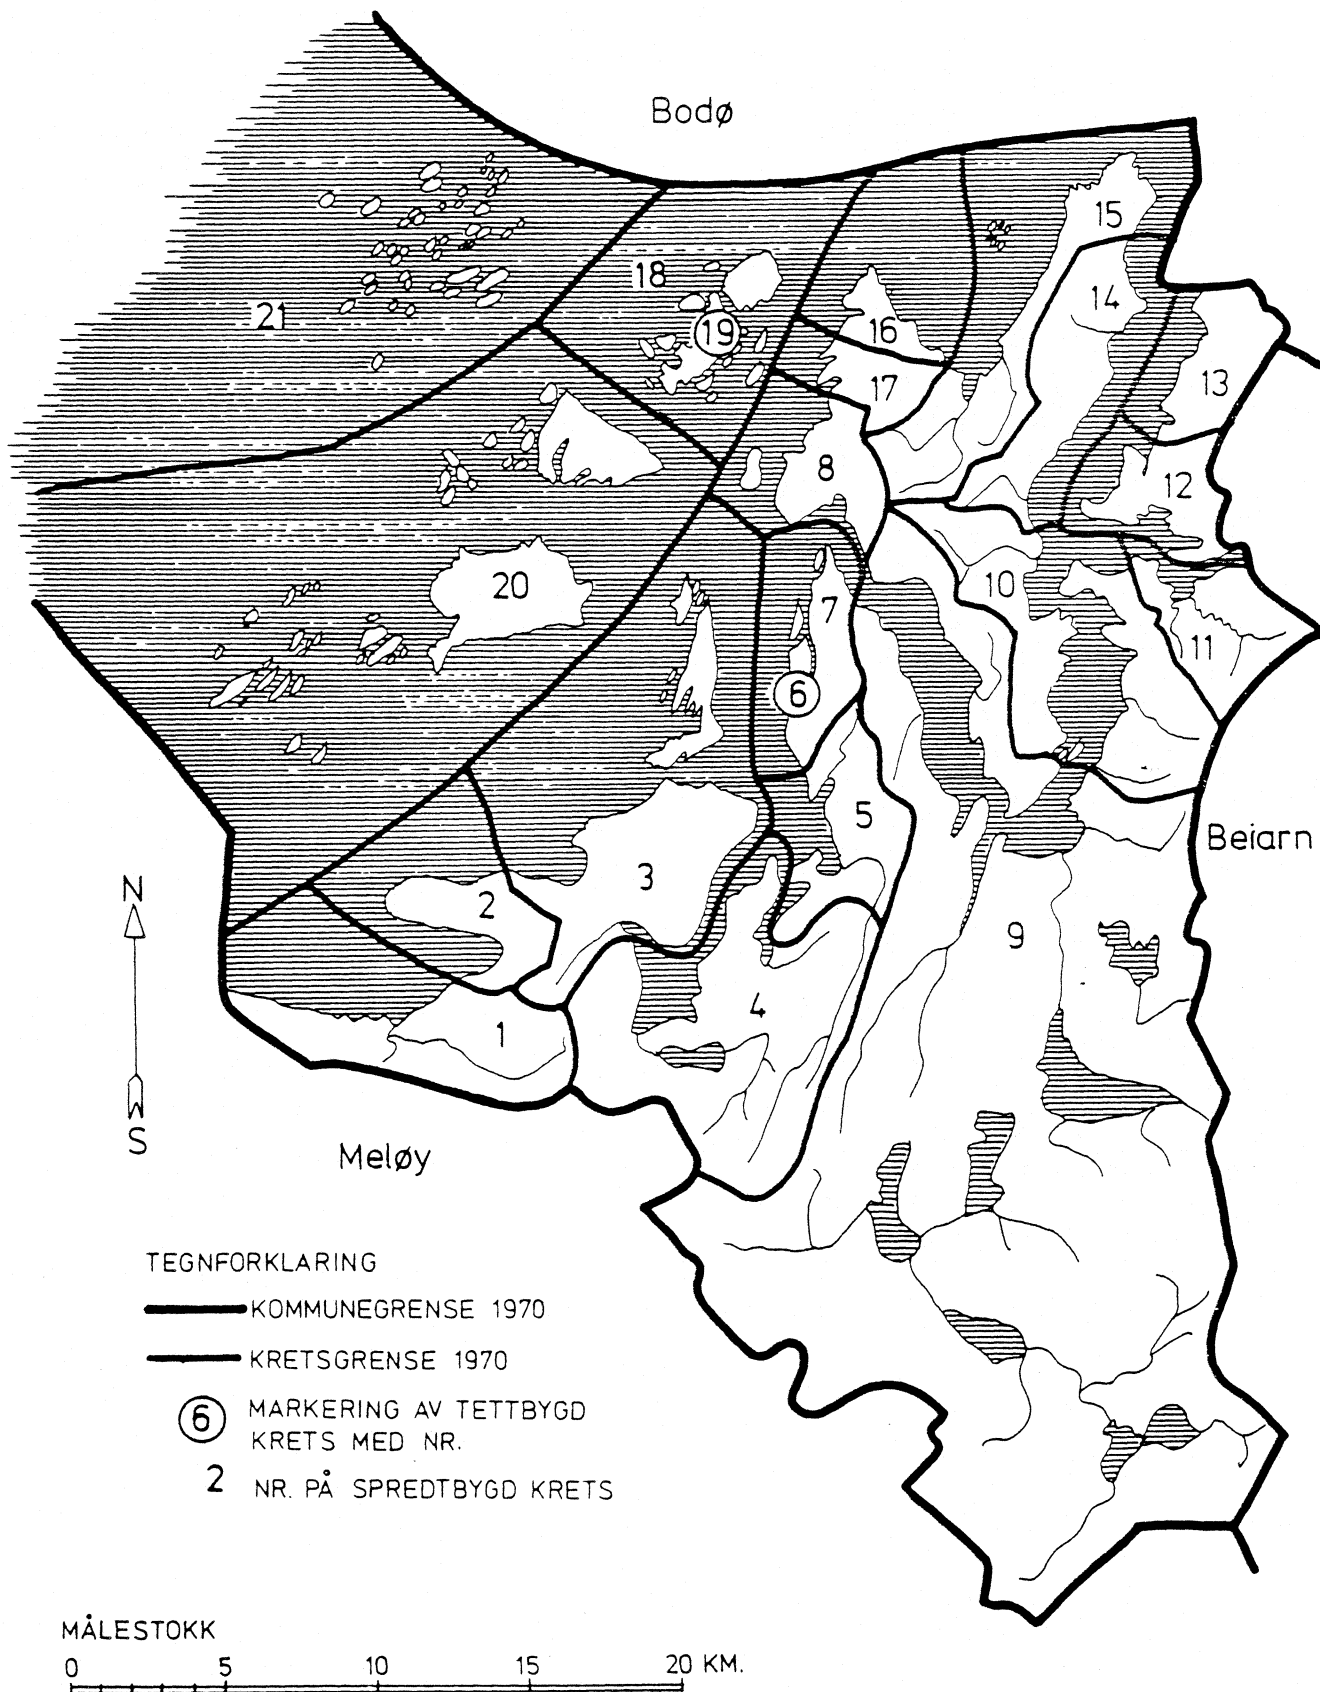 Bodø
15
18
14
21
19
16
13
17
8
12
10
20
7
11
6
5
Beiarn
3
N
2
9
4
1
S
Meløy
TEGNFORKLARING
KOMMUNEGRENSE 1970
KRETSGRENSE 1970
6 MARKERING AV TETTBYGD
KRETS MED NR.
2 NR. PÅ SPREDTBYGD KRETS
MÅLESTOKK
0 5 10 15 20 KM.